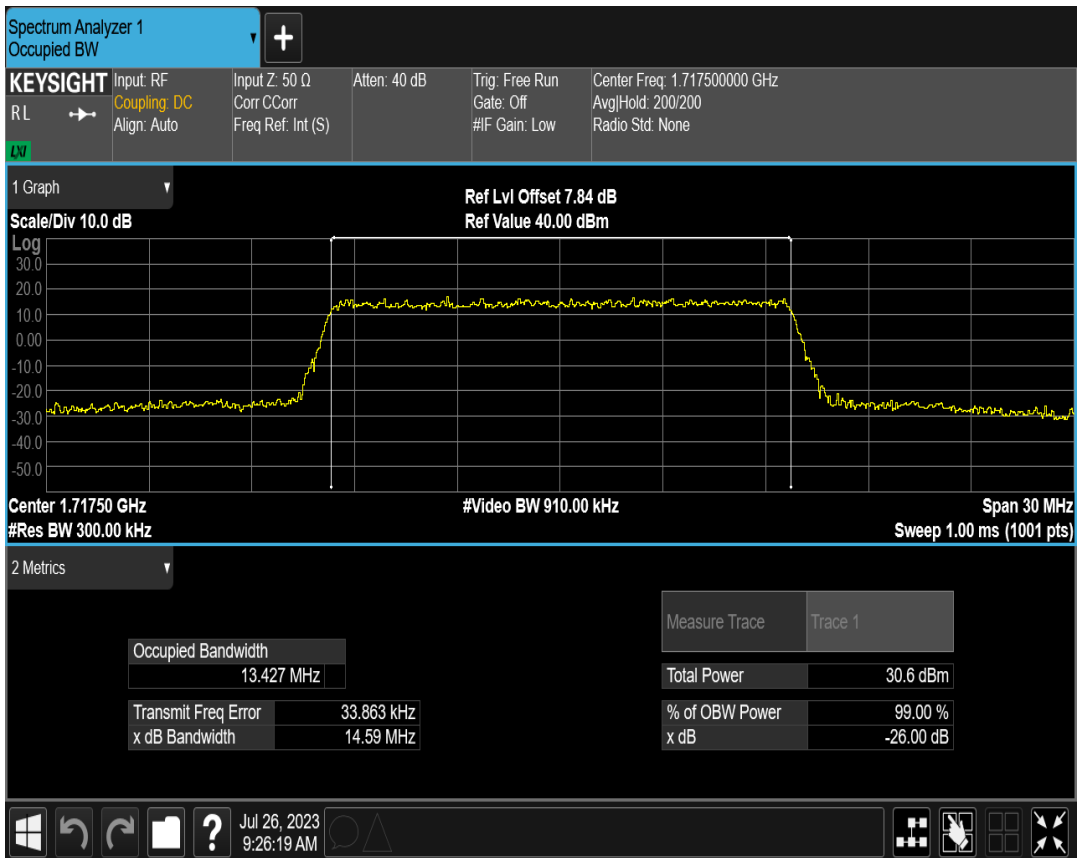 Spectrum Analyzer 1
Occupied BW
+
KEYSIGHT
R L
LXI
Input: RF
Coupling: DC
Align: Auto
Input Z: 50 Ω
Corr CCorr
Freq Ref: Int (S)
Atten: 40 dB
Trig: Free Run
Gate: Off
#IF Gain: Low
Center Freq: 1.717500000 GHz
Avg|Hold: 200/200
Radio Std: None
1 Graph
Scale/Div 10.0 dB
Ref Lvl Offset 7.84 dB
Ref Value 40.00 dBm
Log
30.0
20.0
10.0
0.00
-10.0
-20.0
-30.0
-40.0
-50.0
Center 1.71750 GHz
#Res BW 300.00 kHz
#Video BW 910.00 kHz
Span 30 MHz
Sweep 1.00 ms (1001 pts)
2 Metrics
Measure Trace Trace 1
Occupied Bandwidth
13.427 MHz
Total Power 30.6 dBm
Transmit Freq Error 33.863 kHz
% of OBW Power 99.00 %
x dB Bandwidth 14.59 MHz
x dB -26.00 dB
?
Jul 26, 2023
9:26:19 AM